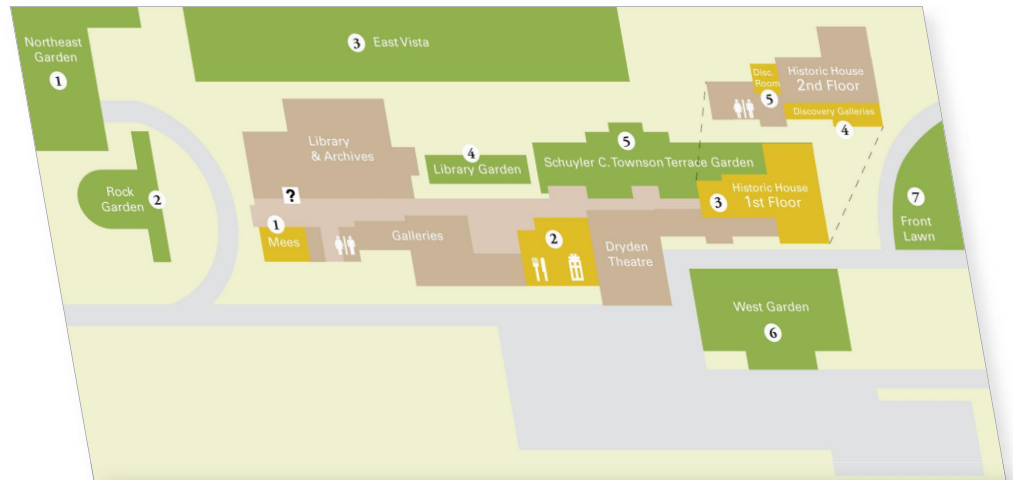 Northeast
Garden
1
3 East Vista
Disc.
Room
5
Historic House
2nd Floor
Discovery Galleries
4
Library
& Archives
4
Library Garden
5
Schuyler C. Townson Terrace Garden
Rock
Garden
2
?
1
Mees
Galleries
2
Dryden
Theatre
3
Historic House
1st Floor
7
Front
Lawn
West Garden
6